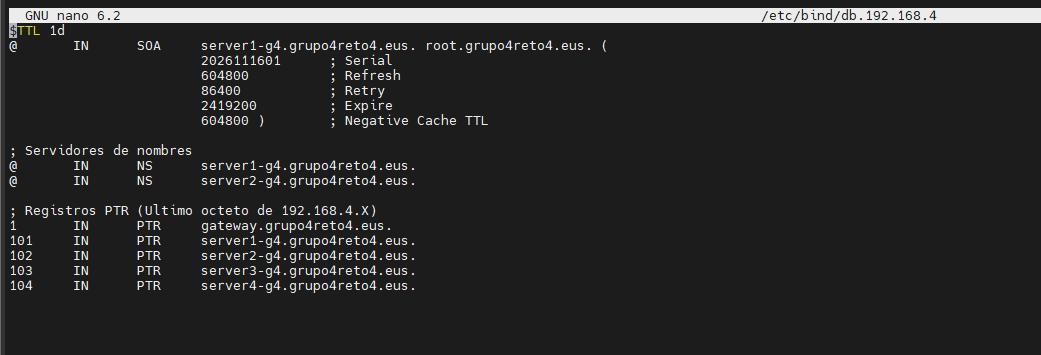 GNU nano 6.2 /etc/bind/db.192.168.4
$TTL 1d
@ IN SOA server1-g4.grupo4reto4.eus. root.grupo4reto4.eus. (
2026111601 ; Serial
604800 ; Refresh
86400 ; Retry
2419200 ; Expire
604800 ) ; Negative Cache TTL
; Servidores de nombres
@ IN NS server1-g4.grupo4reto4.eus.
@ IN NS server2-g4.grupo4reto4.eus.
; Registros PTR (Ultimo octeto de 192.168.4.X)
1 IN PTR gateway.grupo4reto4.eus.
101 IN PTR server1-g4.grupo4reto4.eus.
102 IN PTR server2-g4.grupo4reto4.eus.
103 IN PTR server3-g4.grupo4reto4.eus.
104 IN PTR server4-g4.grupo4reto4.eus.